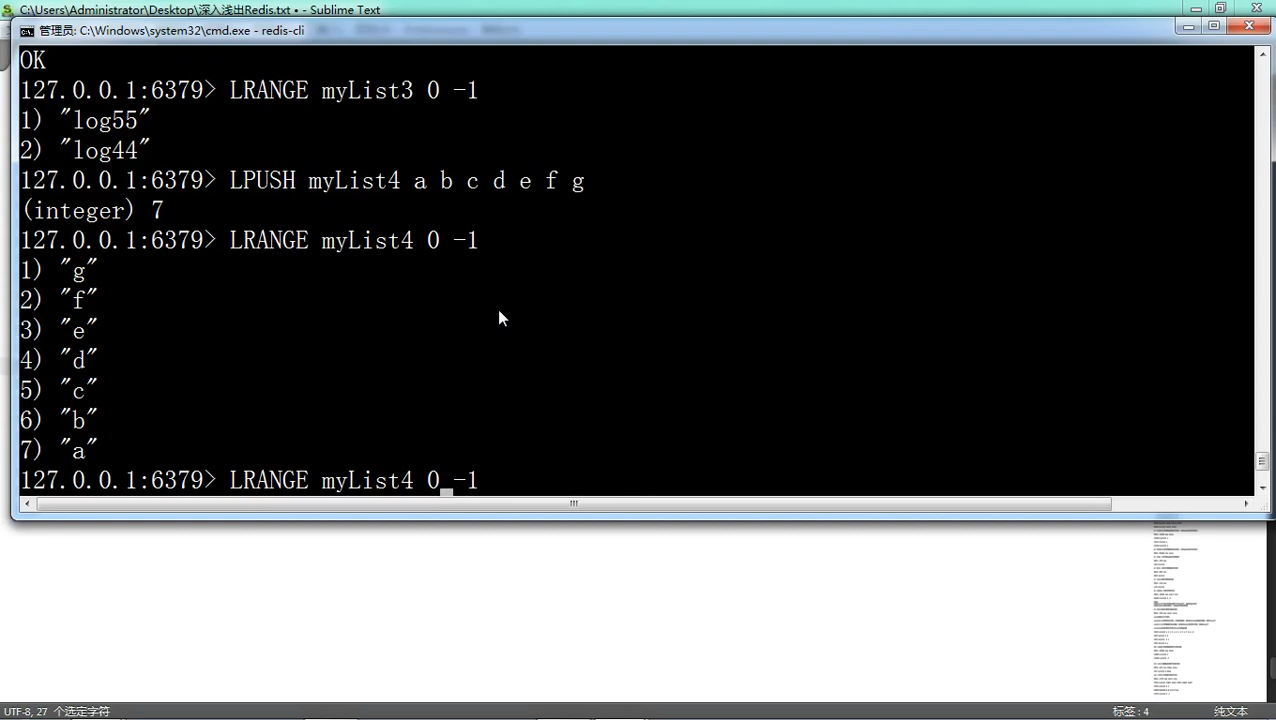 C:\Users\Administrator\Desktop\深入浅出Redis.txt • - Sublime Text
管理员: C:\Windows\system32\cmd.exe - redis-cli
OK
127.0.0.1:6379> LRANGE myList3 0 -1
1) "log55"
2) "log44"
127.0.0.1:6379> LPUSH myList4 a b c d e f g
(integer) 7
127.0.0.1:6379> LRANGE myList4 0 -1
1) "g"
2) "f"
3) "e"
4) "d"
5) "c"
6) "b"
7) "a"
127.0.0.1:6379> LRANGE myList4 0 -1
UTF-8, 27 个选定字符
标签: 4
纯文本